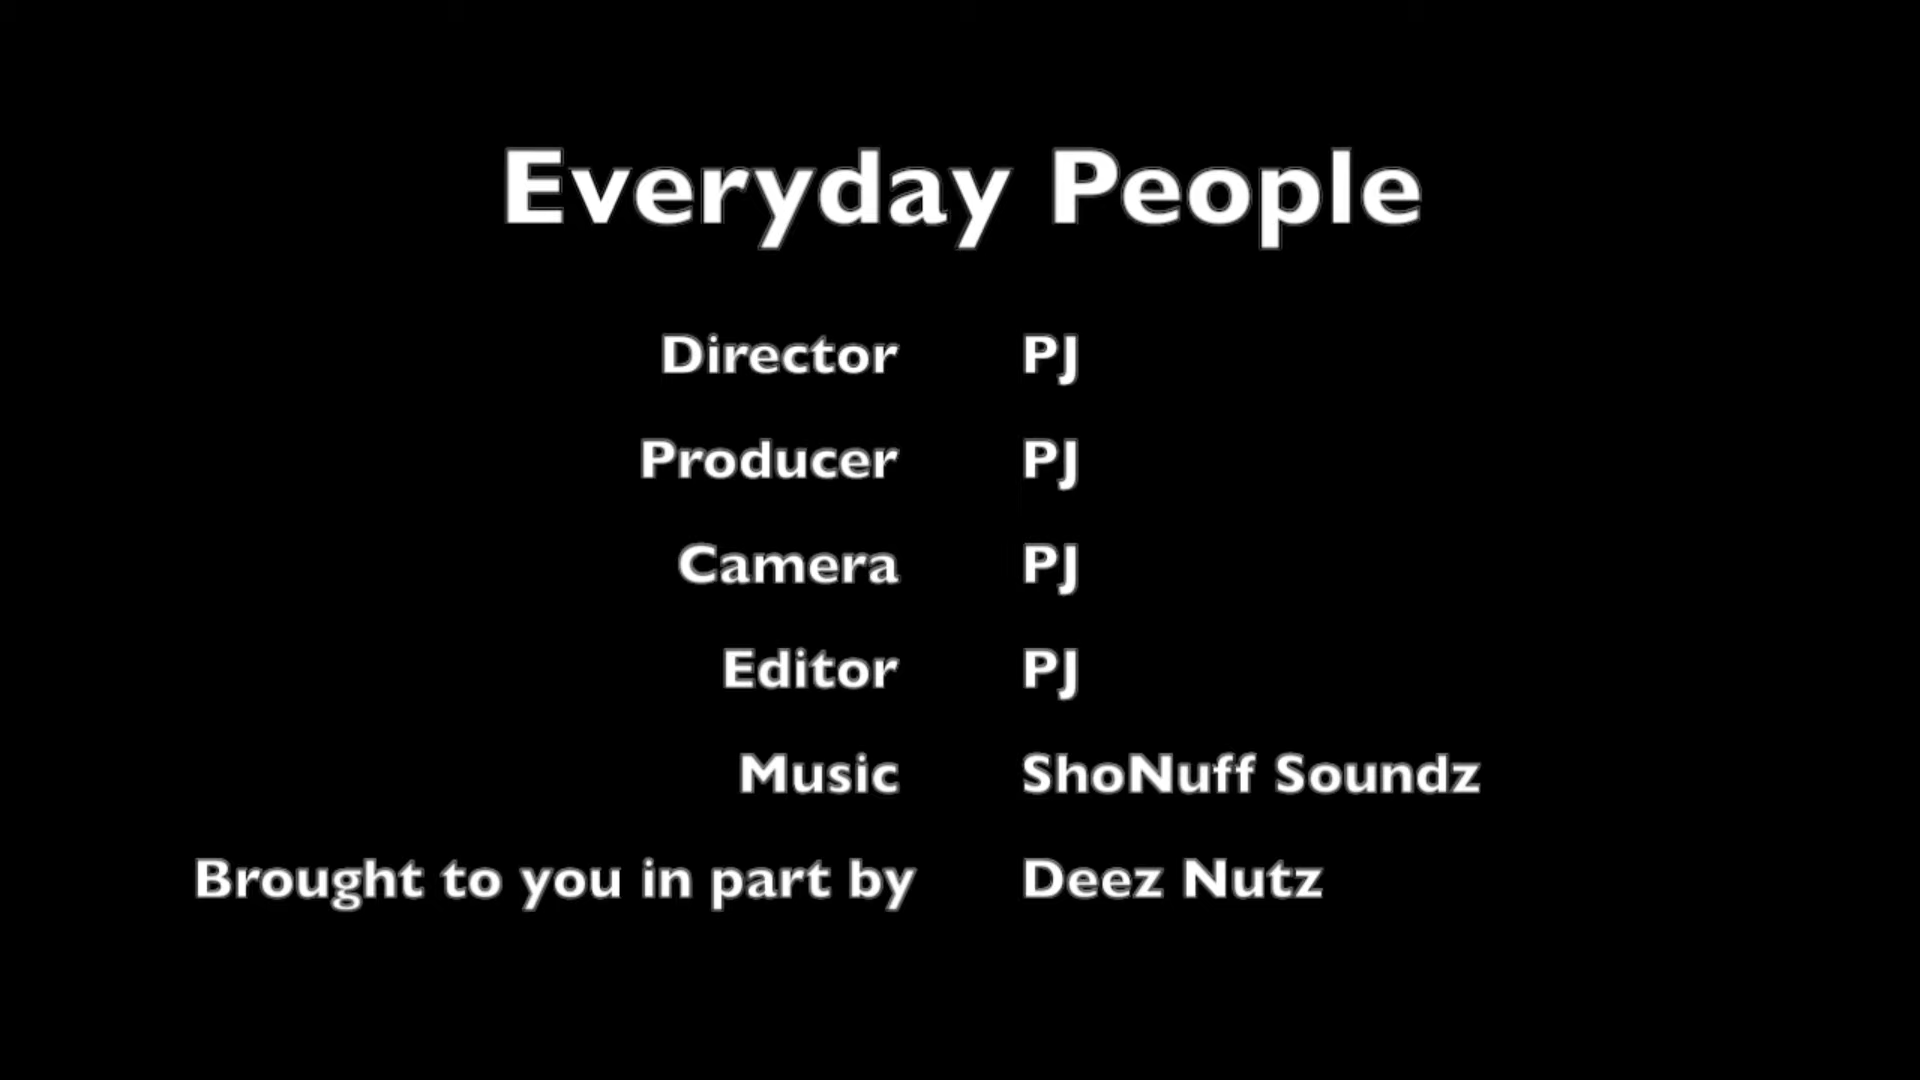 Everyday People
Director PJ
Producer PJ
Camera PJ
Editor PJ
Music ShoNuff Soundz
Brought to you in part by Deez Nutz